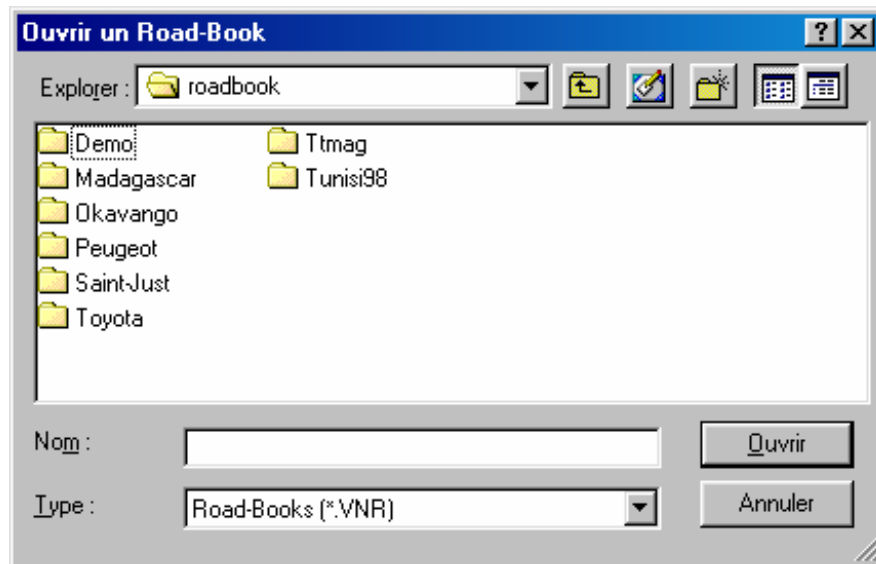 Ouvrir un Road-Book
Explorer : roadbook
Demo
Madagascar
Okavango
Peugeot
Saint-Just
Toyota
Ttmag
Tunisi98
Nom :
Ouvrir
Type :
Road-Books (*.VNR)
Annuler